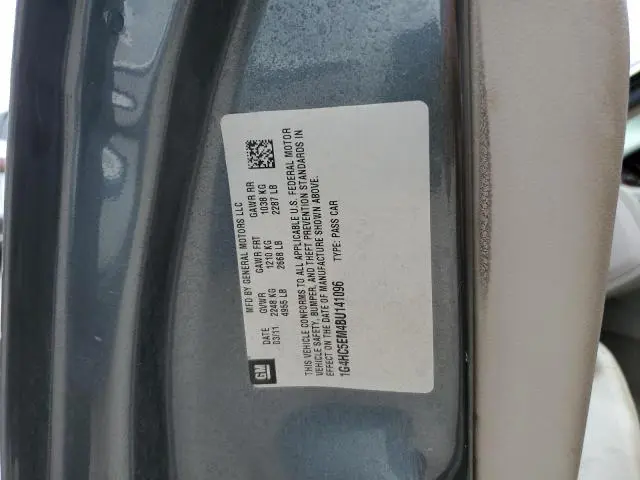 GM
MFD BY GENERAL MOTORS LLC
DATE GVWR GAWR FRT GAWR RR
03/11 2248 KG 1210 KG 1038 KG
4955 LB 2668 LB 2287 LB
THIS VEHICLE CONFORMS TO ALL APPLICABLE U.S. FEDERAL MOTOR
VEHICLE SAFETY, BUMPER, AND THEFT PREVENTION STANDARDS IN
EFFECT ON THE DATE OF MANUFACTURE SHOWN ABOVE.
1G4HC5EM4BU141096 TYPE: PASS CAR